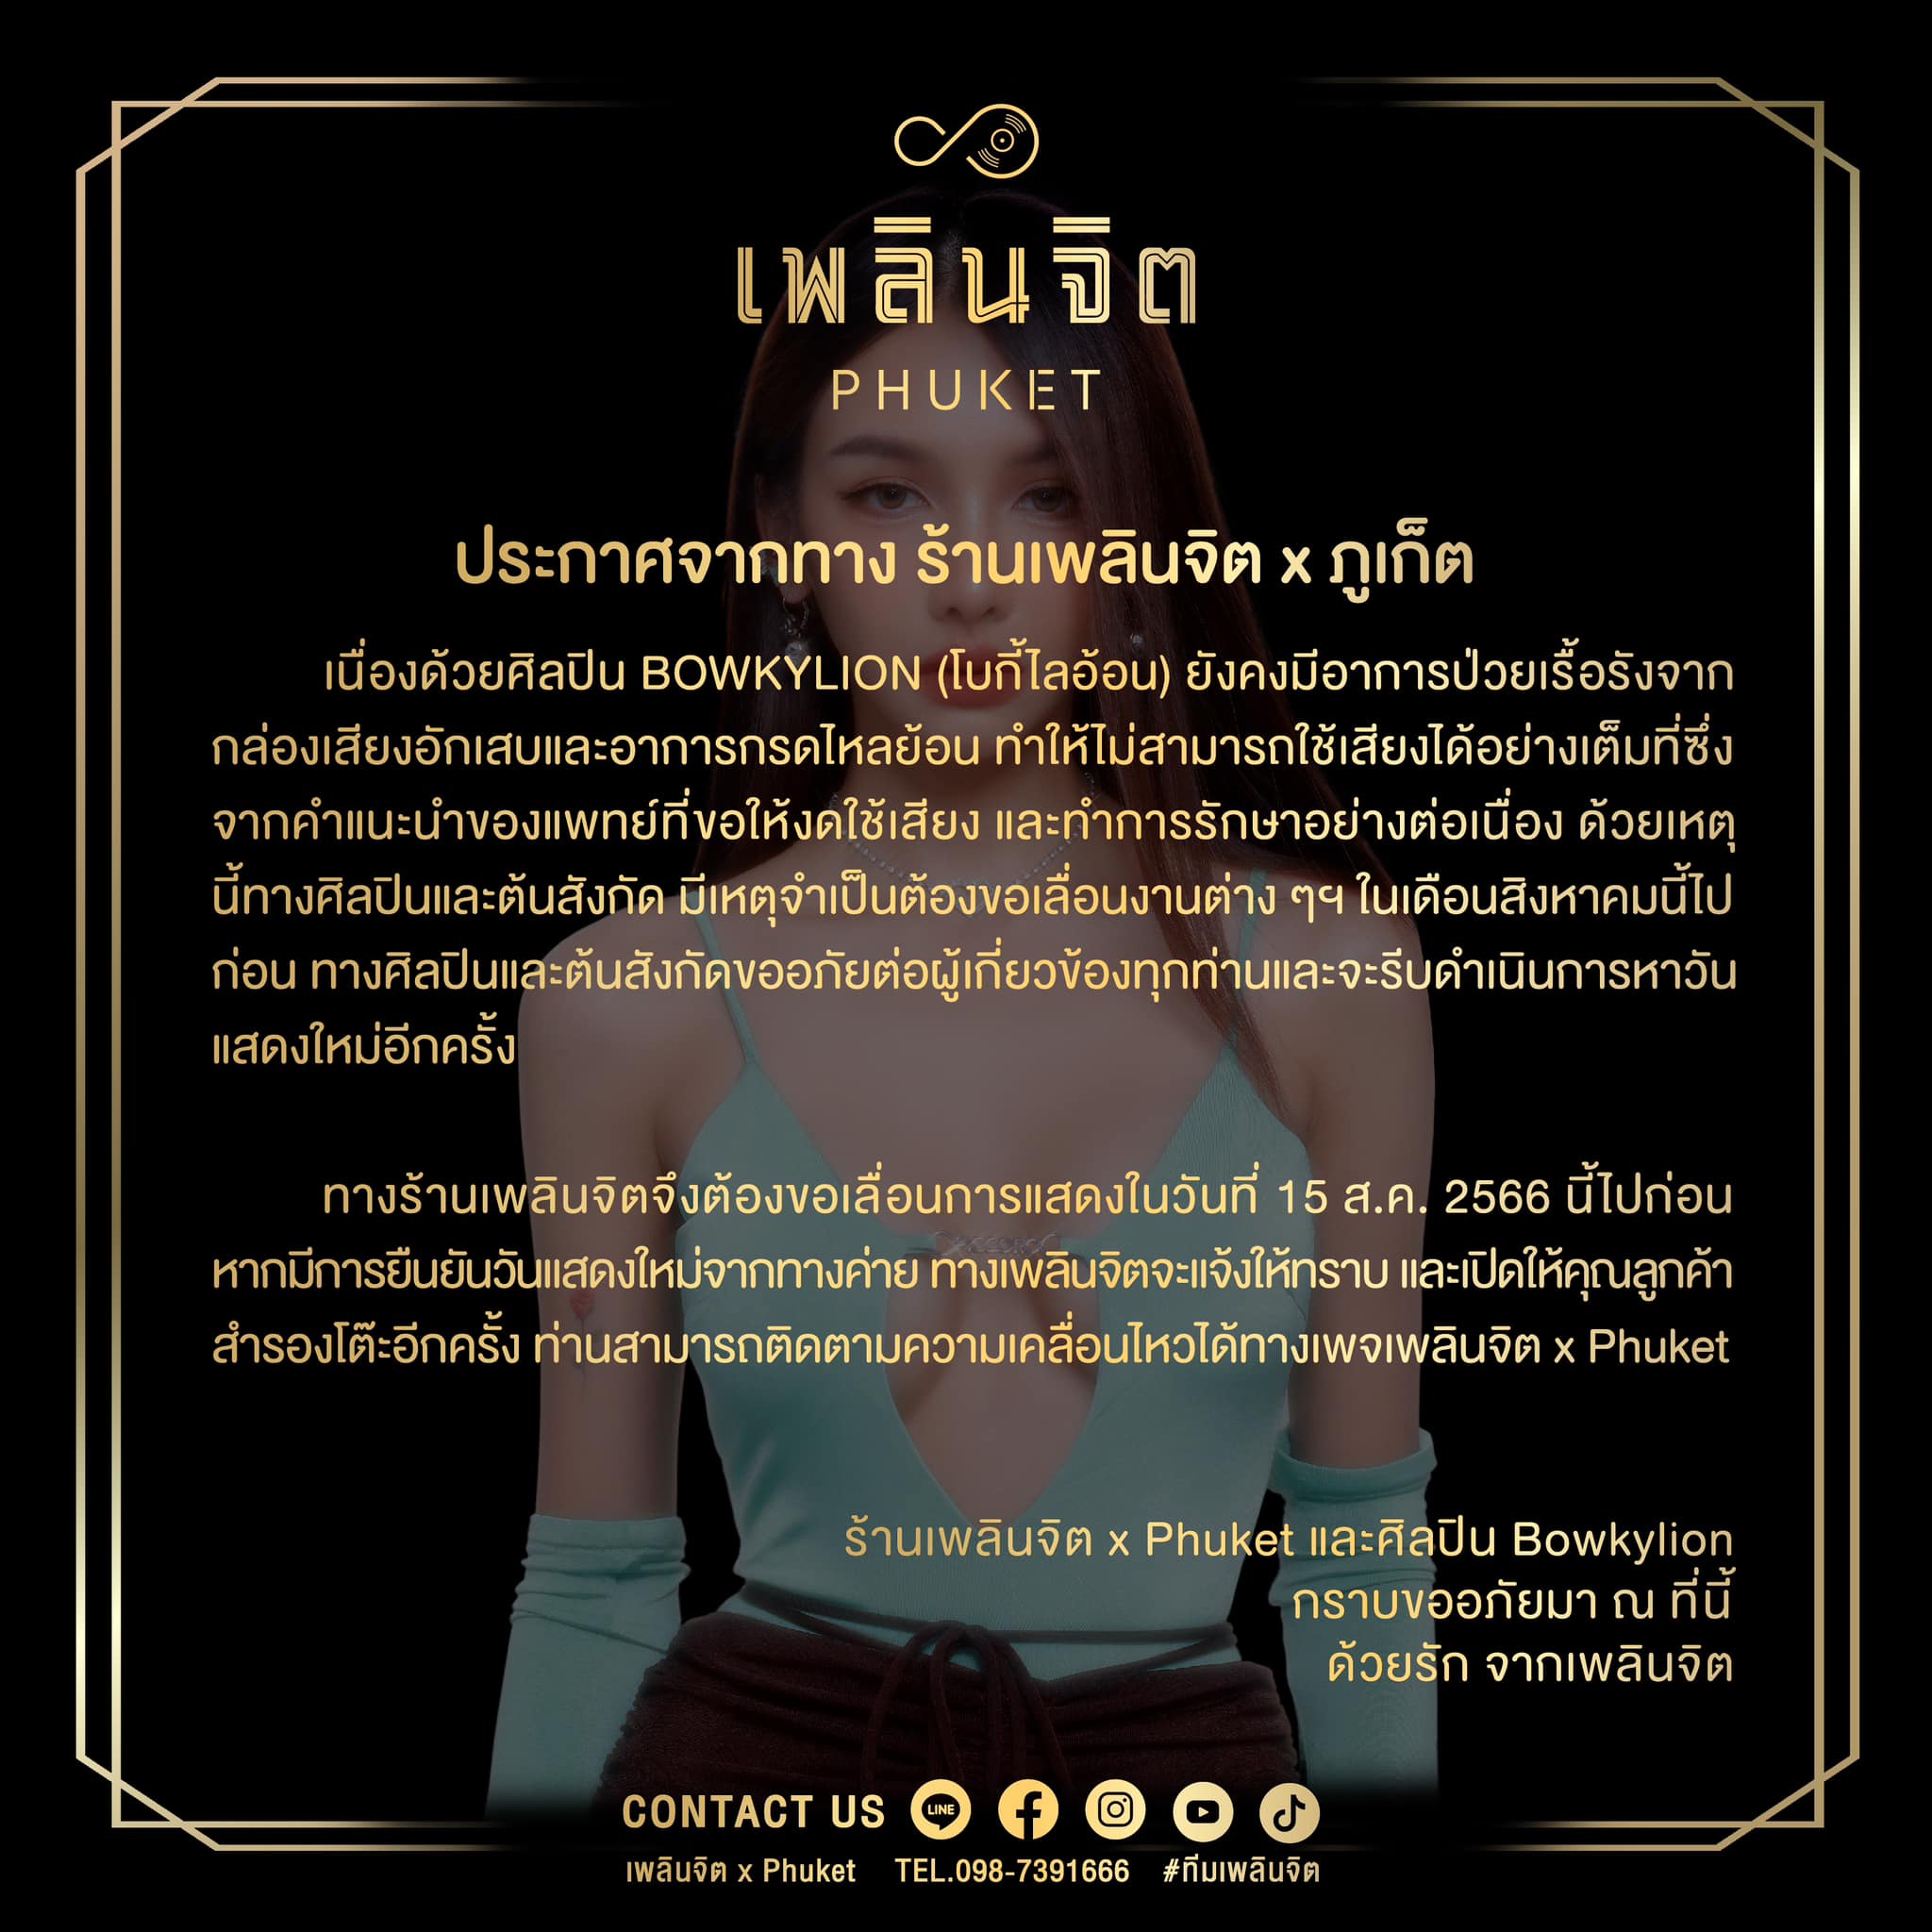 เพลินจิต
PHUKET
ประกาศจากทาง ร้านเพลินจิต x ภูเก็ต
เนื่องด้วยศิลปิน BOWKYLION (โบกี้ไลอ้อน) ยังคงมีอาการป่วยเรื้อรังจาก
กล่องเสียงอักเสบและอาการกรดไหลย้อน ทำให้ไม่สามารถใช้เสียงได้อย่างเต็มที่ซึ่ง
จากคำแนะนำของแพทย์ที่ขอให้งดใช้เสียง และทำการรักษาอย่างต่อเนื่อง ด้วยเหตุ
นี้ทางศิลปินและต้นสังกัด มีเหตุจำเป็นต้องขอเลื่อนงานต่าง ๆฯ ในเดือนสิงหาคมนี้ไป
ก่อน ทางศิลปินและต้นสังกัดขออภัยต่อผู้เกี่ยวข้องทุกท่านและจะรีบดำเนินการหาวัน
แสดงใหม่อีกครั้ง
ทางร้านเพลินจิตจึงต้องขอเลื่อนการแสดงในวันที่ 15 ส.ค. 2566 นี้ไปก่อน
หากมีการยืนยันวันแสดงใหม่จากทางค่าย ทางเพลินจิตจะแจ้งให้ทราบ และเปิดให้คุณลูกค้า
สำรองโต๊ะอีกครั้ง ท่านสามารถติดตามความเคลื่อนไหวได้ทางเพจเพลินจิต x Phuket
ร้านเพลินจิต x Phuket และศิลปิน Bowkylion
กราบขออภัยมา ณ ที่นี้
ด้วยรัก จากเพลินจิต
CONTACT US LINE
เพลินจิต x Phuket TEL.098-7391666 #ทีมเพลินจิต